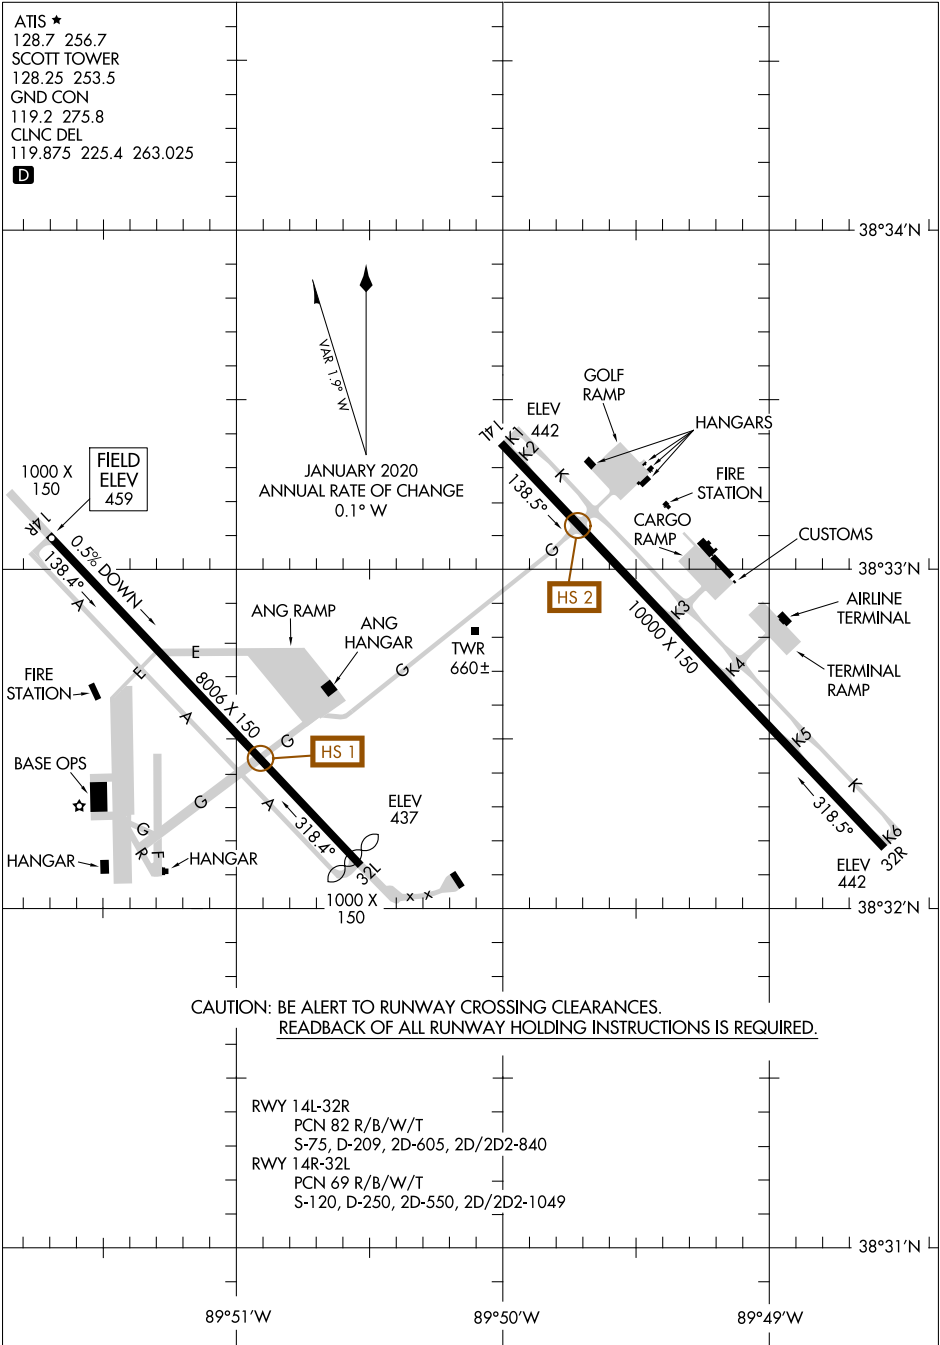 ATIS ★
128.7 256.7
SCOTT TOWER
128.25 253.5
GND CON
119.2 275.8
CLNC DEL
119.875 225.4 263.025
D
38°34'N
VAR 1.9° W
JANUARY 2020
ANNUAL RATE OF CHANGE
0.1° W
GOLF
RAMP
ELEV
442
HANGARS
14L
K1
K2
K
138.5°
FIRE
STATION
CARGO
RAMP
CUSTOMS
1000 X
150
FIELD
ELEV
459
14R
0.5% DOWN
138.4°
A
G
HS 2
38°33'N
10000 X 150
K3
AIRLINE
TERMINAL
ANG RAMP
ANG
HANGAR
TWR
660±
E
E
G
K4
TERMINAL
RAMP
FIRE
STATION
8006 X 150
A
G
HS 1
K5
BASE OPS
G
A
318.4°
ELEV
437
K
318.5°
G
R
F
HANGAR
HANGAR
32L
K6
32R
ELEV
442
1000 X
150
x x
38°32'N
CAUTION: BE ALERT TO RUNWAY CROSSING CLEARANCES.
READBACK OF ALL RUNWAY HOLDING INSTRUCTIONS IS REQUIRED.
RWY 14L-32R
PCN 82 R/B/W/T
S-75, D-209, 2D-605, 2D/2D2-840
RWY 14R-32L
PCN 69 R/B/W/T
S-120, D-250, 2D-550, 2D/2D2-1049
38°31'N
89°51'W
89°50'W
89°49'W